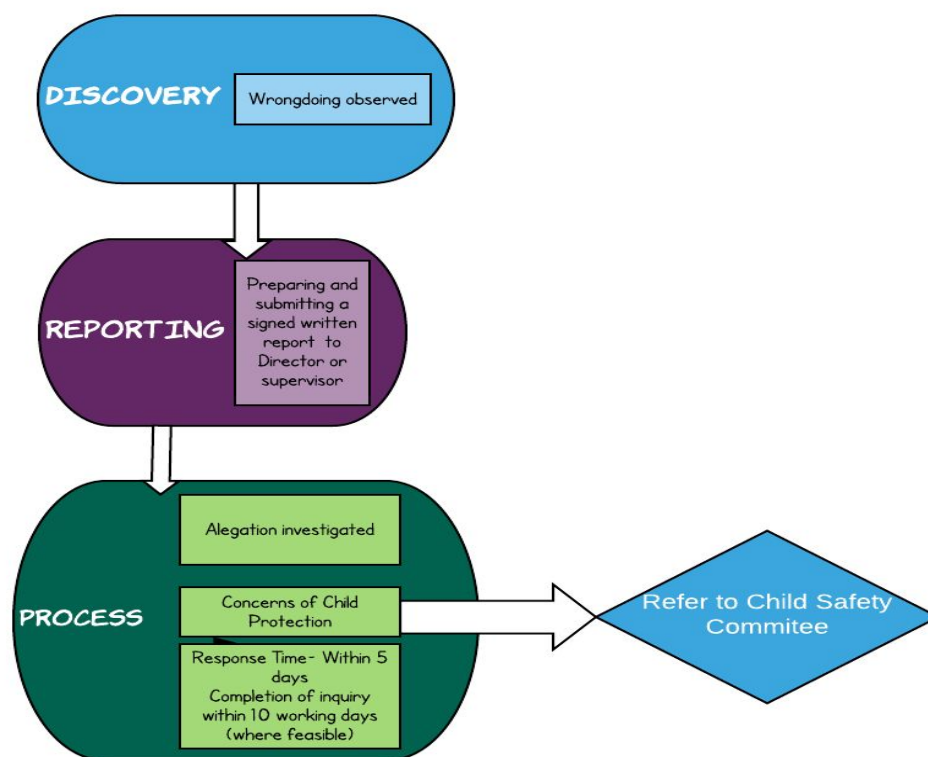 DISCOVERY
Wrongdoing observed
REPORTING
Preparing and
submitting a
signed written
report to
Director or
supervisor
PROCESS
Alegation investigated
Concerns of Child
Protection
Response Time- Within 5
days
Completion of inquiry
within 10 working days
(where feasible)
Refer to Child Safety
Commitee